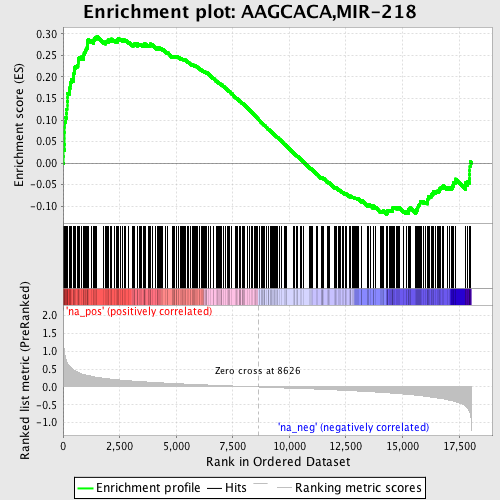 Enrichment plot: AAGCACA,MIR-218
Enrichment score (ES)
0.30
0.25
0.20
0.15
0.10
0.05
0.00
-0.05
-0.10
'na_pos' (positively correlated)
Ranked list metric (PreRanked)
2.0
1.5
1.0
0.5
0.0
-0.5
-1.0
Zero cross at 8626
'na_neg' (negatively correlated)
0
2,500
5,000
7,500
10,000
12,500
15,000
17,500
Rank in Ordered Dataset
Enrichment profile
Hits
Ranking metric scores